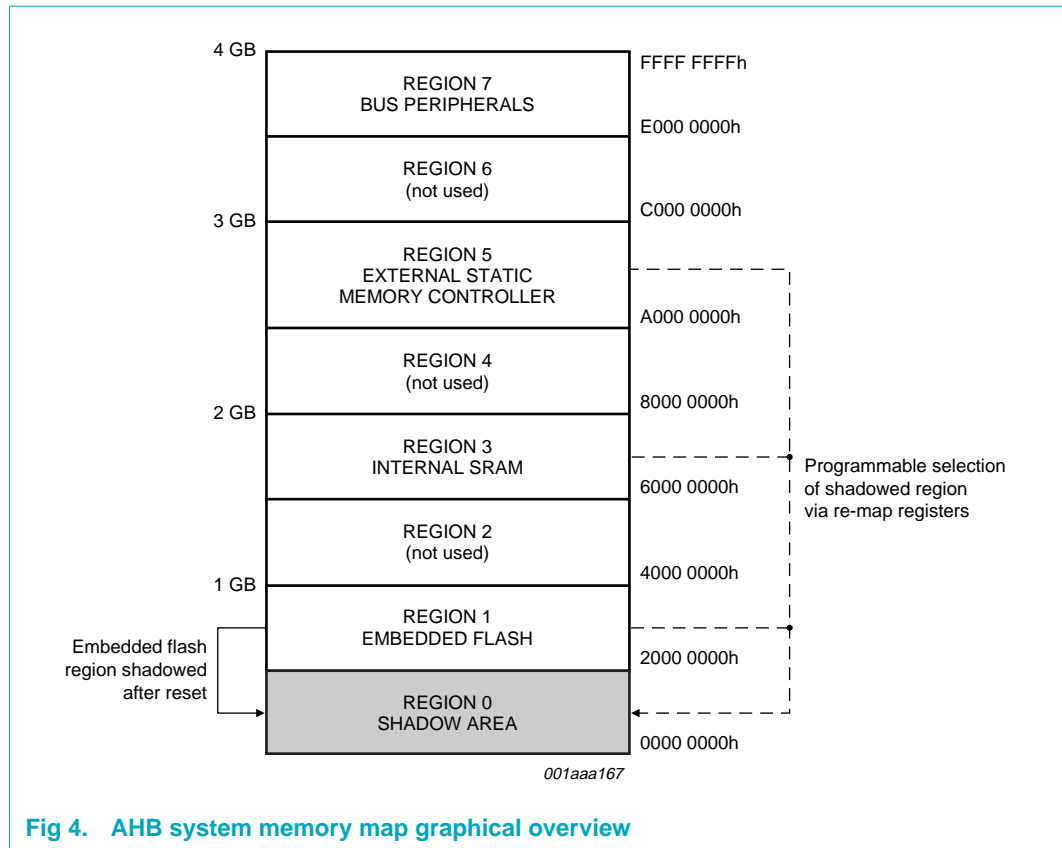 4 GB
FFFF FFFFh
REGION 7
BUS PERIPHERALS
E000 0000h
REGION 6
(not used)
C000 0000h
3 GB
REGION 5
EXTERNAL STATIC
MEMORY CONTROLLER
A000 0000h
REGION 4
(not used)
8000 0000h
2 GB
REGION 3
INTERNAL SRAM
6000 0000h
Programmable selection
of shadowed region
via re-map registers
REGION 2
(not used)
4000 0000h
1 GB
REGION 1
EMBEDDED FLASH
2000 0000h
Embedded flash
region shadowed
after reset
REGION 0
SHADOW AREA
0000 0000h
001aaa167
Fig 4. AHB system memory map graphical overview